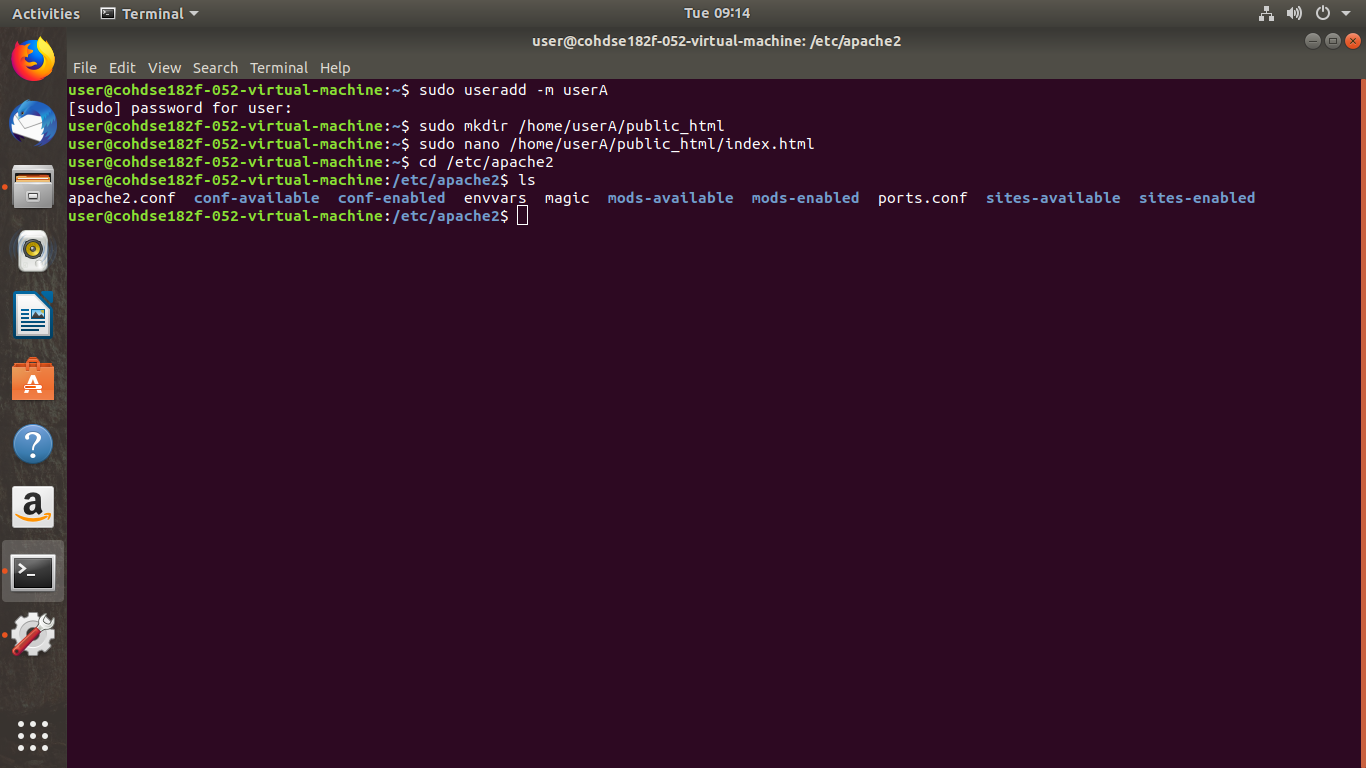 Activities Terminal Tue 09:14
user@cohdse182f-052-virtual-machine: /etc/apache2
File Edit View Search Terminal Help
user@cohdse182f-052-virtual-machine:~$ sudo useradd -m userA
[sudo] password for user:
user@cohdse182f-052-virtual-machine:~$ sudo mkdir /home/userA/public_html
user@cohdse182f-052-virtual-machine:~$ sudo nano /home/userA/public_html/index.html
user@cohdse182f-052-virtual-machine:~$ cd /etc/apache2
user@cohdse182f-052-virtual-machine:/etc/apache2$ ls
apache2.conf conf-available conf-enabled envvars magic mods-available mods-enabled ports.conf sites-available sites-enabled
user@cohdse182f-052-virtual-machine:/etc/apache2$